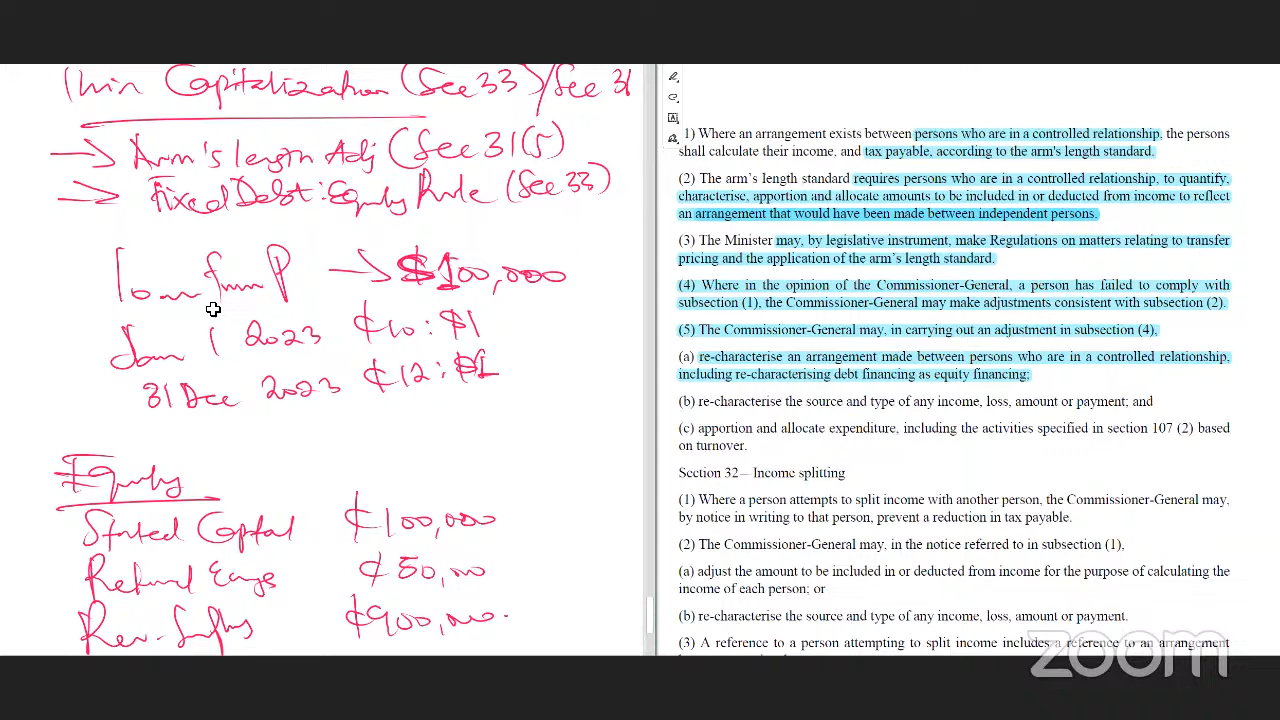 Thin Capitalization (Sec 33)/Sec 31
→ Arm's length Adj (Sec 31(5)
→ Fixed Debt:Equity Rule (Sec 33)
loan from P → $100,000
Jan 1 2023 ₵10 : $1
31 Dec 2023 ₵12 : $1
Equity
Stated Capital ₵100,000
₵50,000
Rev. Surplus ₵900,000
1) Where an arrangement exists between persons who are in a controlled relationship, the persons
shall calculate their income, and tax payable, according to the arm's length standard.
(2) The arm's length standard requires persons who are in a controlled relationship, to quantify,
characterise, apportion and allocate amounts to be included in or deducted from income to reflect
an arrangement that would have been made between independent persons.
(3) The Minister may, by legislative instrument, make Regulations on matters relating to transfer
pricing and the application of the arm's length standard.
(4) Where in the opinion of the Commissioner-General, a person has failed to comply with
subsection (1), the Commissioner-General may make adjustments consistent with subsection (2).
(5) The Commissioner-General may, in carrying out an adjustment in subsection (4),
(a) re-characterise an arrangement made between persons who are in a controlled relationship,
including re-characterising debt financing as equity financing;
(b) re-characterise the source and type of any income, loss, amount or payment; and
(c) apportion and allocate expenditure, including the activities specified in section 107 (2) based
on turnover.
Section 32—Income splitting
(1) Where a person attempts to split income with another person, the Commissioner-General may,
by notice in writing to that person, prevent a reduction in tax payable.
(2) The Commissioner-General may, in the notice referred to in subsection (1),
(a) adjust the amount to be included in or deducted from income for the purpose of calculating the
income of each person; or
(b) re-characterise the source and type of any income, loss, amount or payment.
(3) A reference to a person attempting to split income includes a reference to an arrangement
zoom